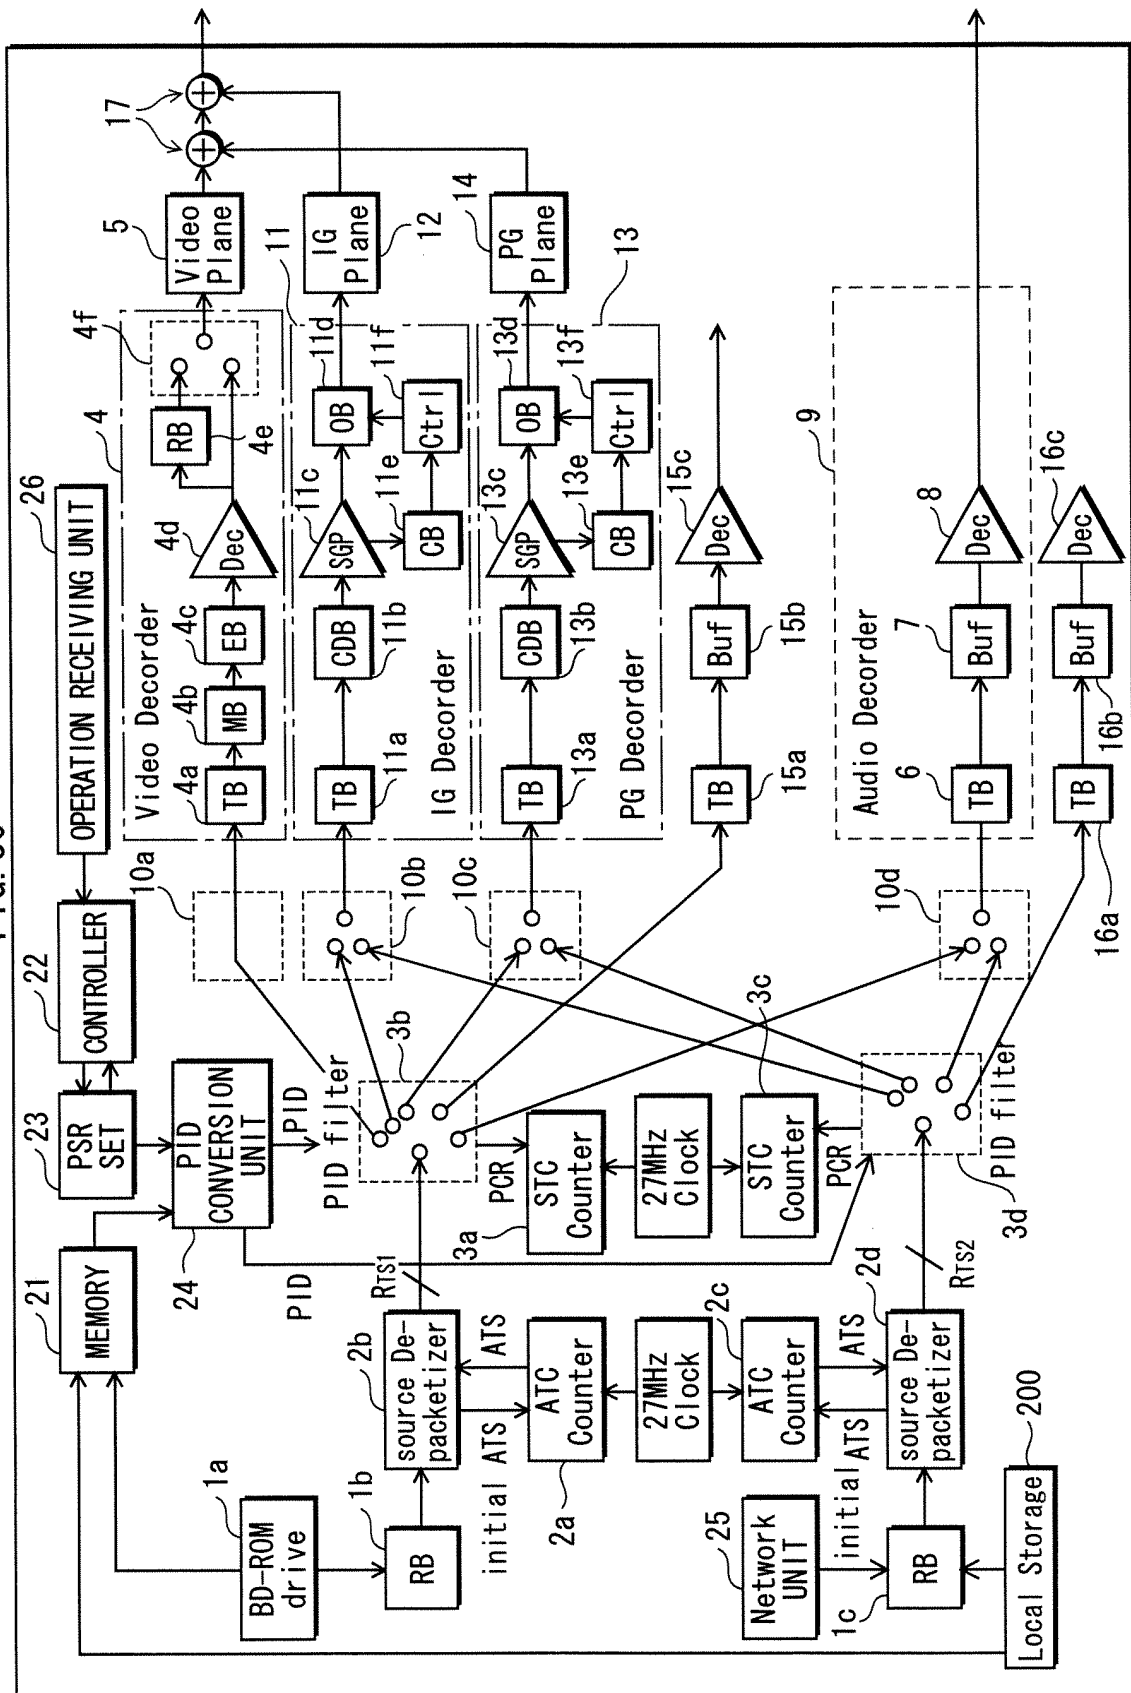 26
OPERATION RECEIVING UNIT
22
CONTROLLER
23
PSR
SET
21
MEMORY
24
PID
CONVERSION
UNIT
PID
PID
1a
BD-ROM
drive
1b
RB
2b
source De-
packetizer
RTS1
initial ATS
ATS
2a
ATC
Counter
27MHz
Clock
2c
ATC
Counter
initial
ATS
ATS
25
Network
UNIT
1c
RB
200
Local Storage
2d
source De-
packetizer
RTS2
PID filter
3b
PCR
3a
STC
Counter
27MHz
Clock
3c
STC
Counter
PCR
3d
PID filter
10a
10b
10c
10d
4
Video Decorder
4a
TB
4b
MB
4c
EB
4d
Dec
4e
RB
4f
5
Video
Plane
17
11
IG Decorder
11a
TB
11b
CDB
11c
SGP
11d
OB
11e
CB
11f
Ctrl
12
IG
Plane
13
PG Decorder
13a
TB
13b
CDB
13c
SGP
13d
OB
13e
CB
13f
Ctrl
14
PG
Plane
15a
TB
15b
Buf
15c
Dec
9
Audio Decorder
6
TB
7
Buf
8
Dec
16a
TB
16b
Buf
16c
Dec